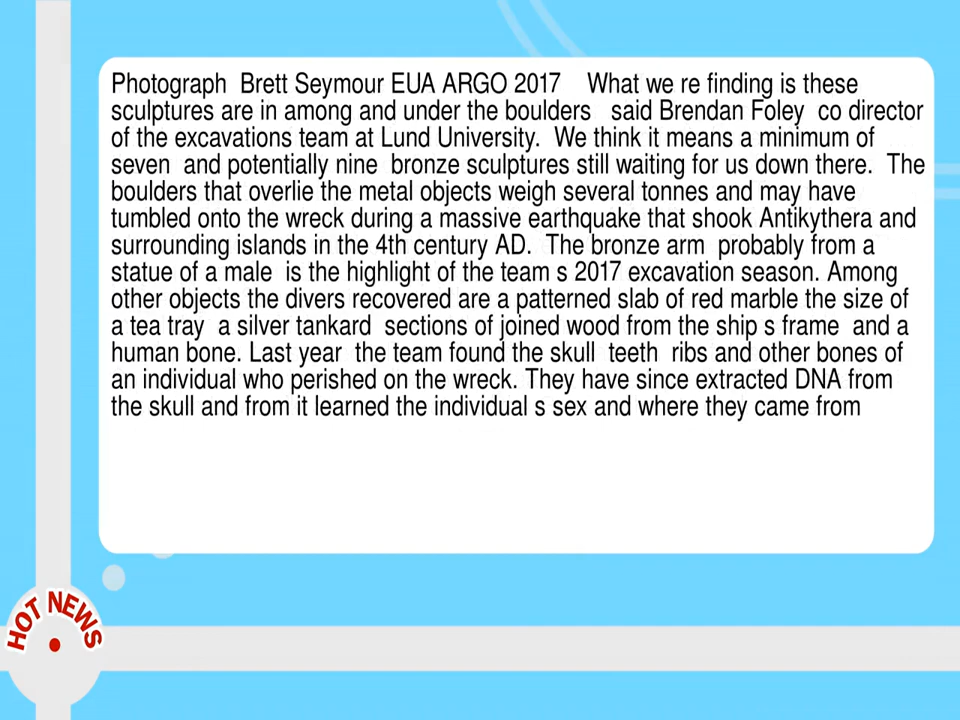 Photograph  Brett Seymour EUA ARGO 2017    What we re finding is these
sculptures are in among and under the boulders   said Brendan Foley  co director
of the excavations team at Lund University.  We think it means a minimum of
seven  and potentially nine  bronze sculptures still waiting for us down there.  The
boulders that overlie the metal objects weigh several tonnes and may have
tumbled onto the wreck during a massive earthquake that shook Antikythera and
surrounding islands in the 4th century AD.  The bronze arm  probably from a
statue of a male  is the highlight of the team s 2017 excavation season. Among
other objects the divers recovered are a patterned slab of red marble the size of
a tea tray  a silver tankard  sections of joined wood from the ship s frame  and a
human bone. Last year  the team found the skull  teeth  ribs and other bones of
an individual who perished on the wreck. They have since extracted DNA from
the skull and from it learned the individual s sex and where they came from
HOT NEWS